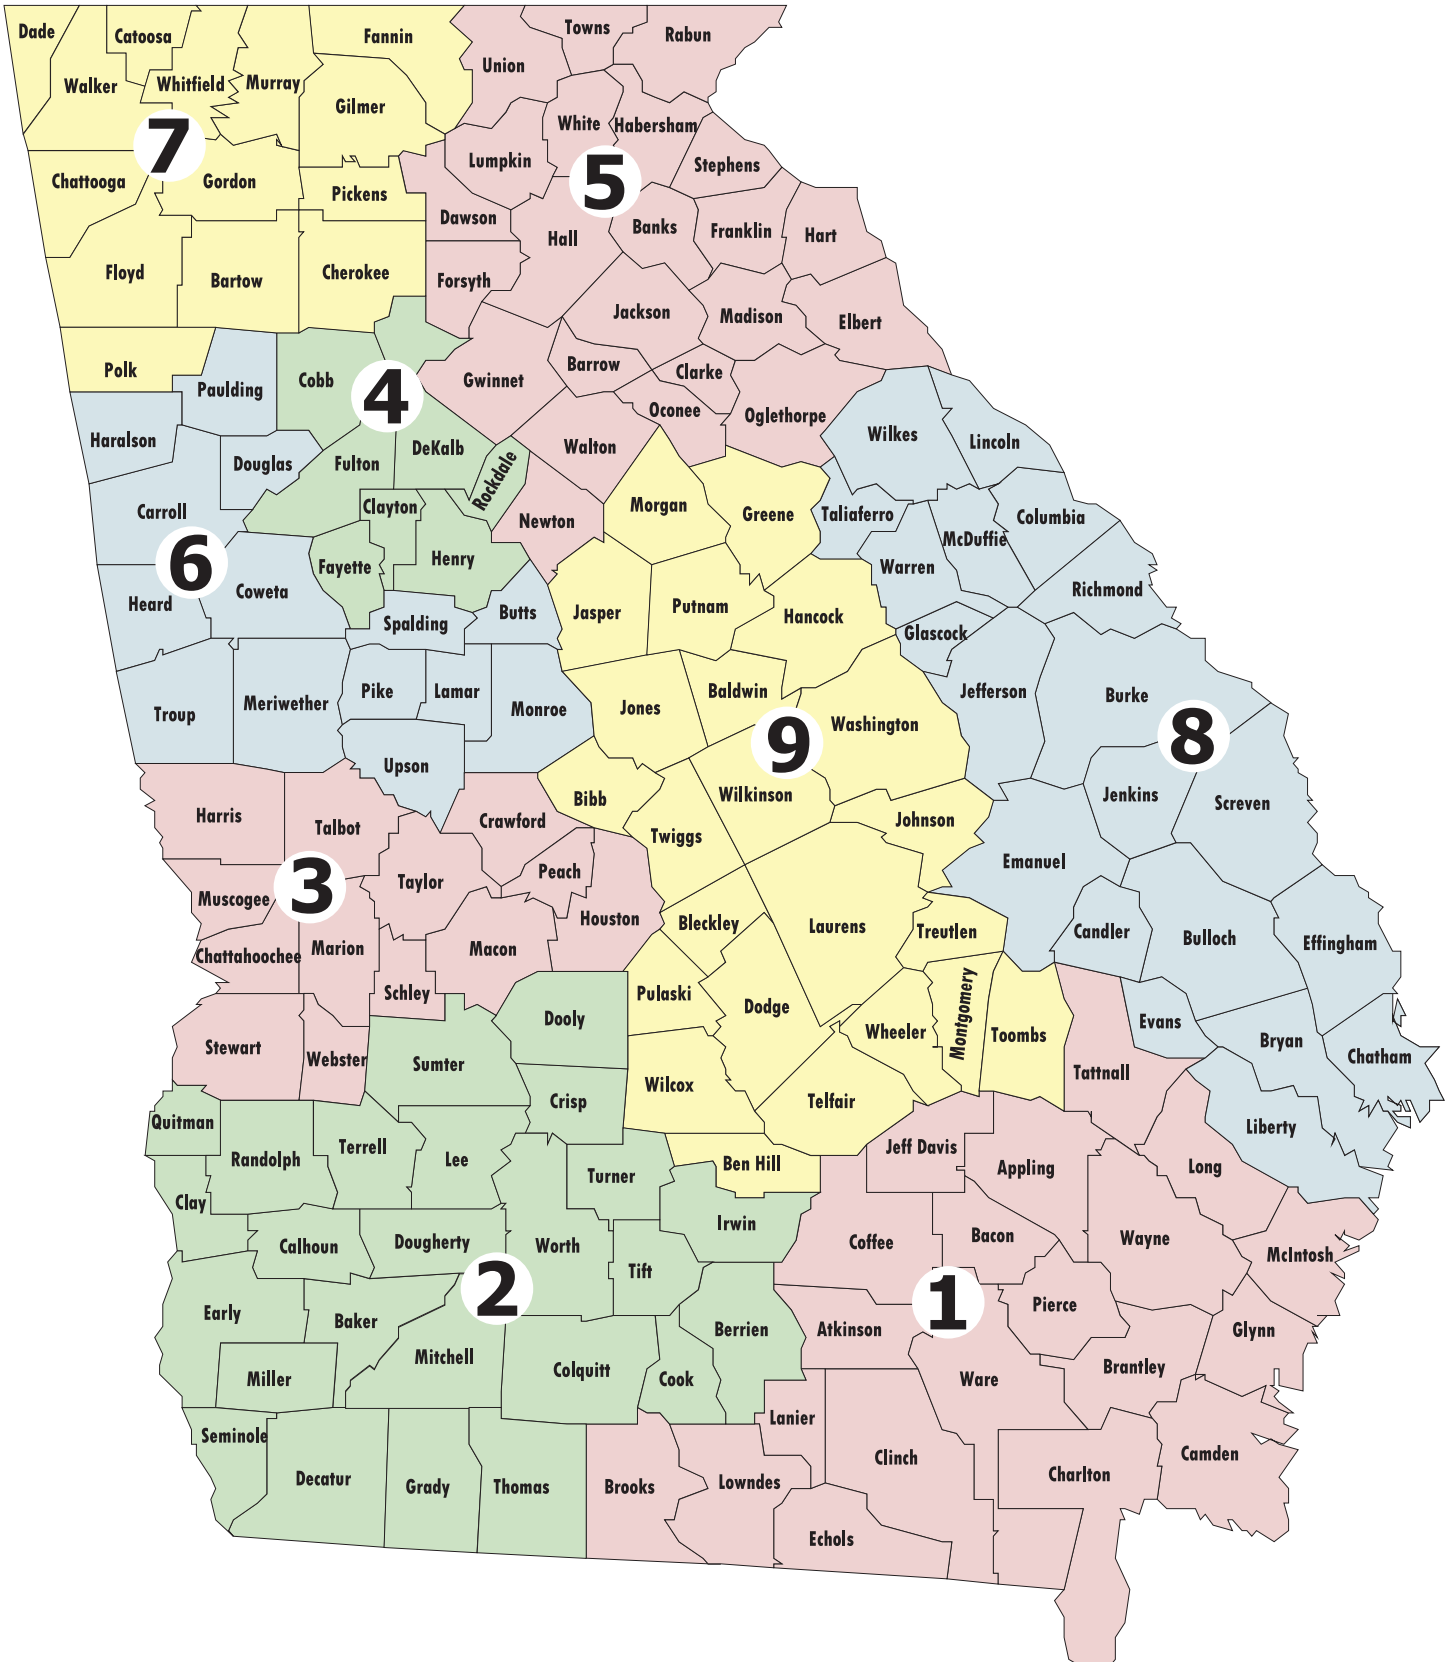 Dade
Catoosa
Fannin
Towns
Rabun
Union
Walker
Whitfield
Murray
Gilmer
White
Habersham
7
Lumpkin
Stephens
5
Chattooga
Gordon
Pickens
Dawson
Banks
Franklin
Hart
Hall
Floyd
Bartow
Cherokee
Forsyth
Jackson
Madison
Elbert
Polk
Paulding
Cobb
4
Gwinnet
Barrow
Clarke
Oconee
Oglethorpe
Haralson
Douglas
Fulton
DeKalb
Rockdale
Walton
Wilkes
Lincoln
Carroll
Clayton
Newton
Morgan
Greene
Taliaferro
Columbia
McDuffie
6
Fayette
Henry
Warren
Heard
Coweta
Spalding
Butts
Jasper
Putnam
Hancock
Richmond
Glascock
Troup
Meriwether
Pike
Lamar
Monroe
Jones
Baldwin
Washington
Jefferson
Burke
9
8
Upson
Bibb
Wilkinson
Jenkins
Screven
Harris
Talbot
Crawford
Twiggs
Johnson
Emanuel
3
Muscogee
Taylor
Peach
Houston
Bleckley
Laurens
Treutlen
Candler
Bulloch
Effingham
Chattahoochee
Marion
Macon
Schley
Pulaski
Dodge
Montgomery
Dooly
Wheeler
Toombs
Evans
Bryan
Chatham
Stewart
Webster
Sumter
Wilcox
Telfair
Tattnall
Crisp
Quitman
Randolph
Terrell
Lee
Turner
Ben Hill
Jeff Davis
Appling
Liberty
Long
Clay
Calhoun
Dougherty
Worth
Tift
Irwin
Coffee
Bacon
Wayne
McIntosh
2
1
Early
Baker
Mitchell
Berrien
Atkinson
Pierce
Glynn
Miller
Colquitt
Cook
Ware
Brantley
Seminole
Decatur
Grady
Thomas
Brooks
Lanier
Lowndes
Clinch
Echols
Charlton
Camden